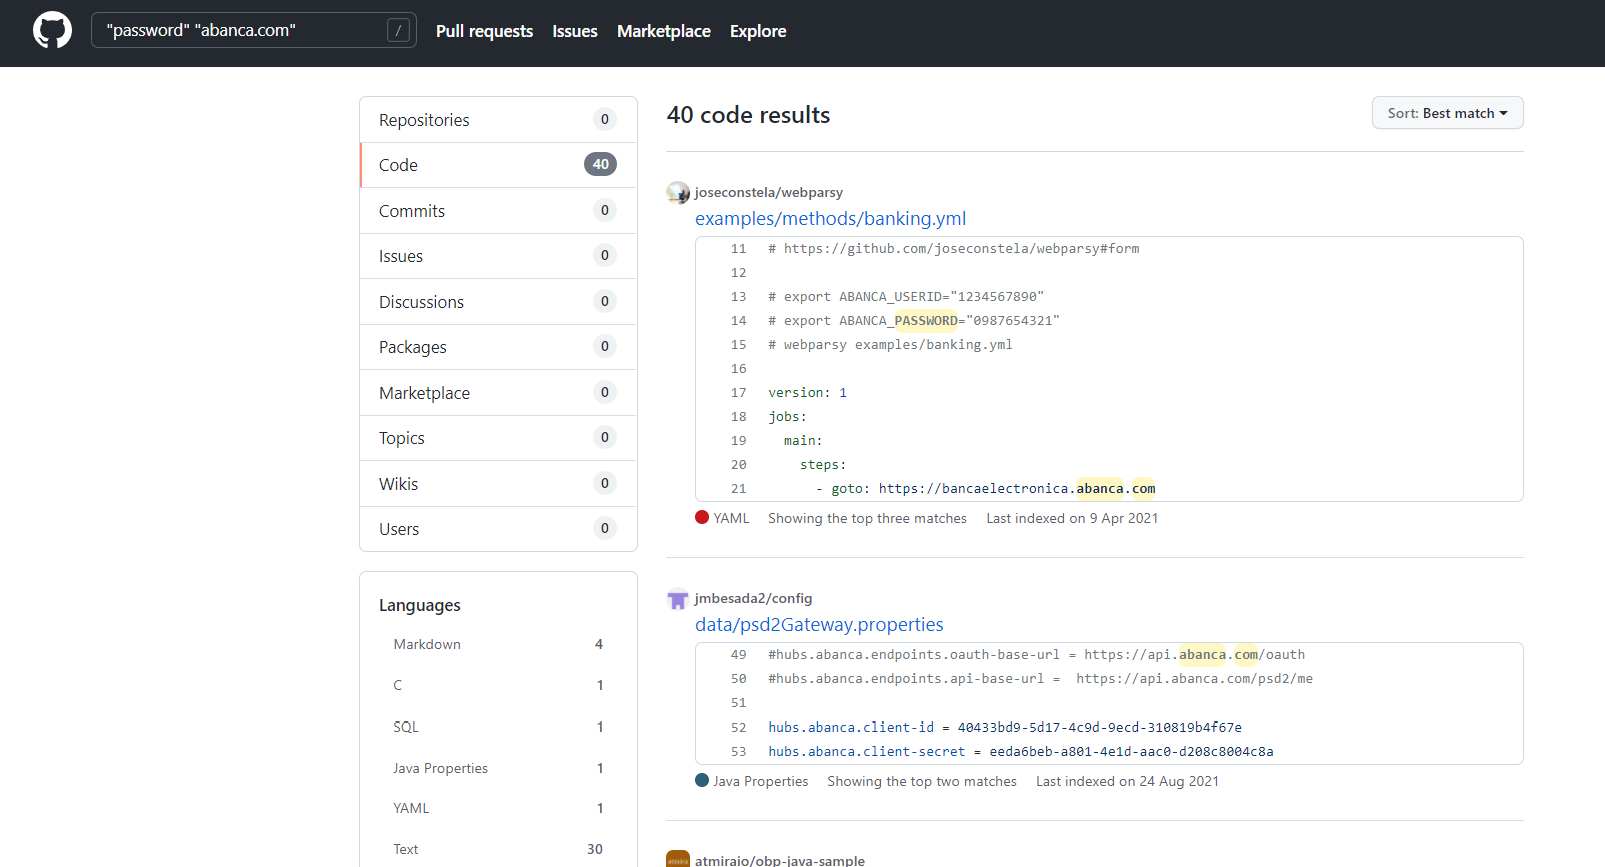 "password" "abanca.com"
/
Pull requests
Issues
Marketplace
Explore
Repositories 0
Code 40
Commits 0
Issues 0
Discussions 0
Packages 0
Marketplace 0
Topics 0
Wikis 0
Users 0
Languages
Markdown 4
C 1
SQL 1
Java Properties 1
YAML 1
Text 30
40 code results
Sort: Best match
joseconstela/webparsy
examples/methods/banking.yml
11 # https://github.com/joseconstela/webparsy#form
12
13 # export ABANCA_USERID="1234567890"
14 # export ABANCA_PASSWORD="0987654321"
15 # webparsy examples/banking.yml
16
17 version: 1
18 jobs:
19 main:
20 steps:
21 - goto: https://bancaelectronica.abanca.com
YAML Showing the top three matches Last indexed on 9 Apr 2021
jmbesada2/config
data/psd2Gateway.properties
49 #hubs.abanca.endpoints.oauth-base-url = https://api.abanca.com/oauth
50 #hubs.abanca.endpoints.api-base-url = https://api.abanca.com/psd2/me
51
52 hubs.abanca.client-id = 40433bd9-5d17-4c9d-9ecd-310819b4f67e
53 hubs.abanca.client-secret = eeda6beb-a801-4e1d-aac0-d208c8004c8a
Java Properties Showing the top two matches Last indexed on 24 Aug 2021
atmiraio/obp-java-sample